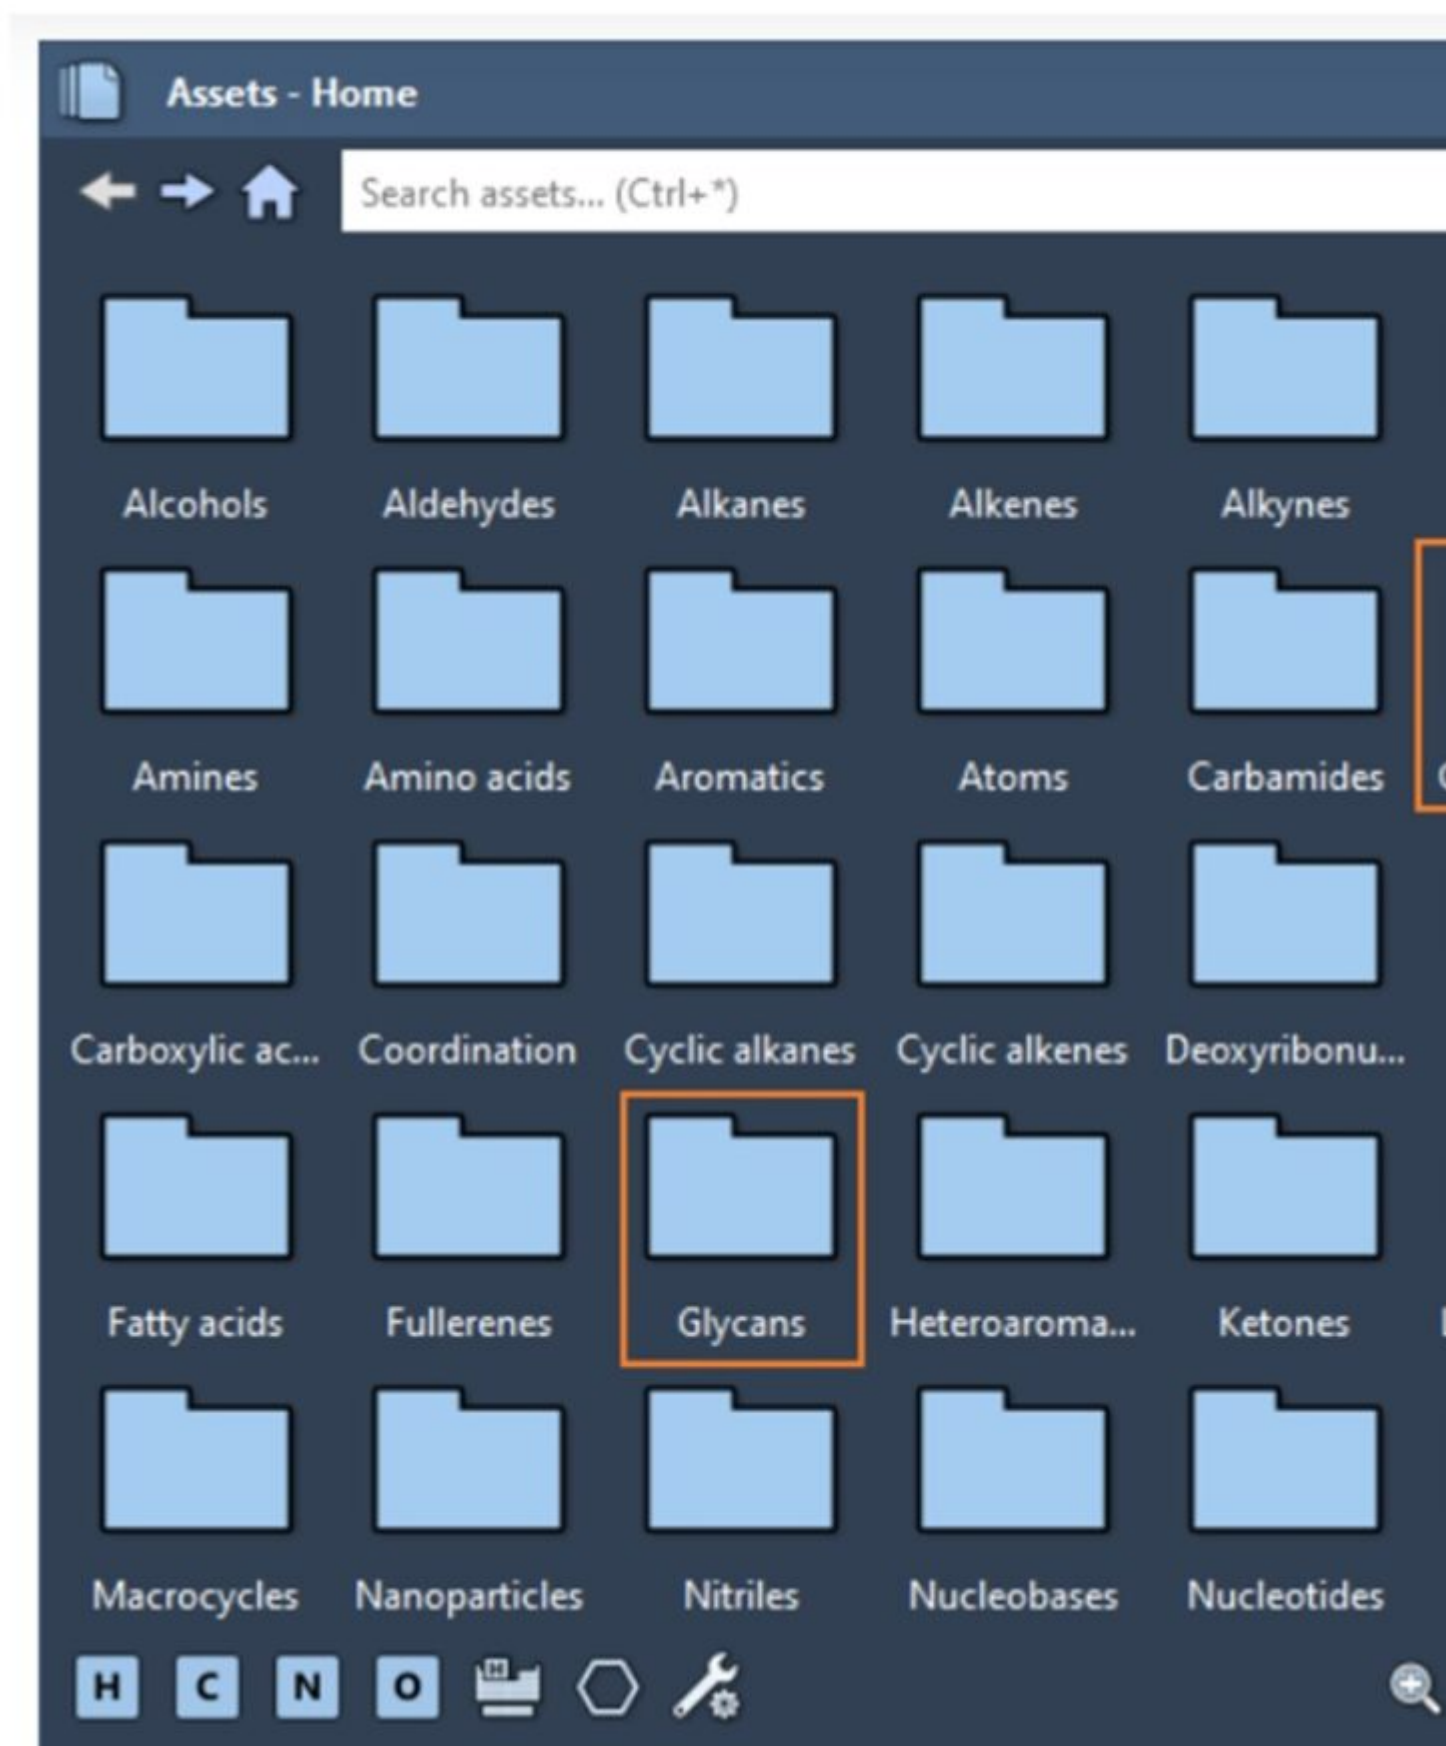 Assets - Home
Search assets... (Ctrl+*)
Alcohols Aldehydes Alkanes Alkenes Alkynes
Amines Amino acids Aromatics Atoms Carbamides
Carboxylic ac... Coordination Cyclic alkanes Cyclic alkenes Deoxyribonu...
Fatty acids Fullerenes Glycans Heteroaroma... Ketones
Macrocycles Nanoparticles Nitriles Nucleobases Nucleotides
H C N O H